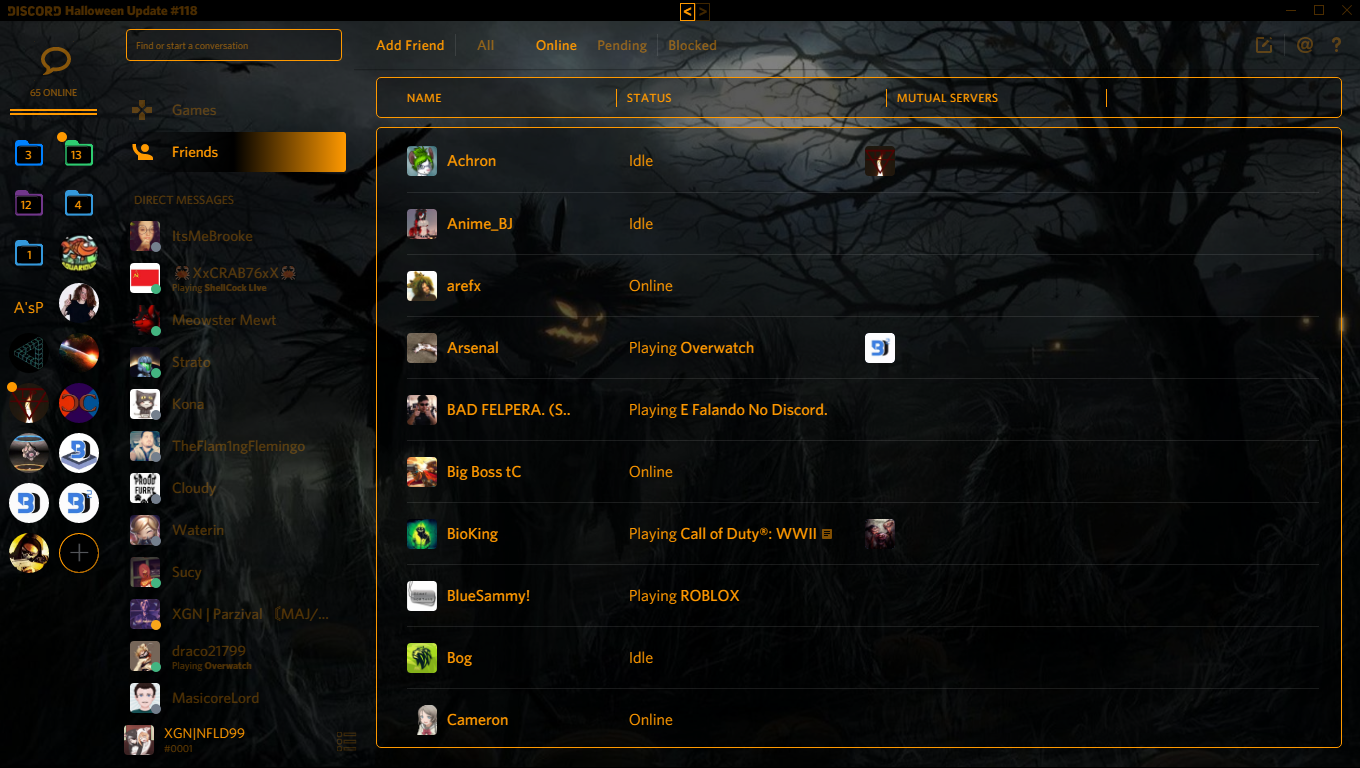 DISCORD Halloween Update #118
< >
Find or start a conversation
Add Friend
All
Online
Pending
Blocked
@ ?
65 ONLINE
Games
Friends
NAME
STATUS
MUTUAL SERVERS
3
13
12
4
1
A'sP
DIRECT MESSAGES
ItsMeBrooke
☠XxCRAB76xX☠
Playing ShellCock Live
Meowster Mewt
Strato
Kona
TheFlam1ngFlemingo
Cloudy
PROUD
FURRY
Waterin
Sucy
XGN | Parzival 〘MAJ/...
draco21799
Playing Overwatch
MasicoreLord
XGN|NFLD99
#0001
Achron
Idle
Anime_BJ
Idle
arefx
Online
Arsenal
Playing Overwatch
BAD FELPERA. (S..
Playing E Falando No Discord.
Big Boss tC
Online
BioKing
Playing Call of Duty®: WWII
BlueSammy!
Playing ROBLOX
Bog
Idle
Cameron
Online